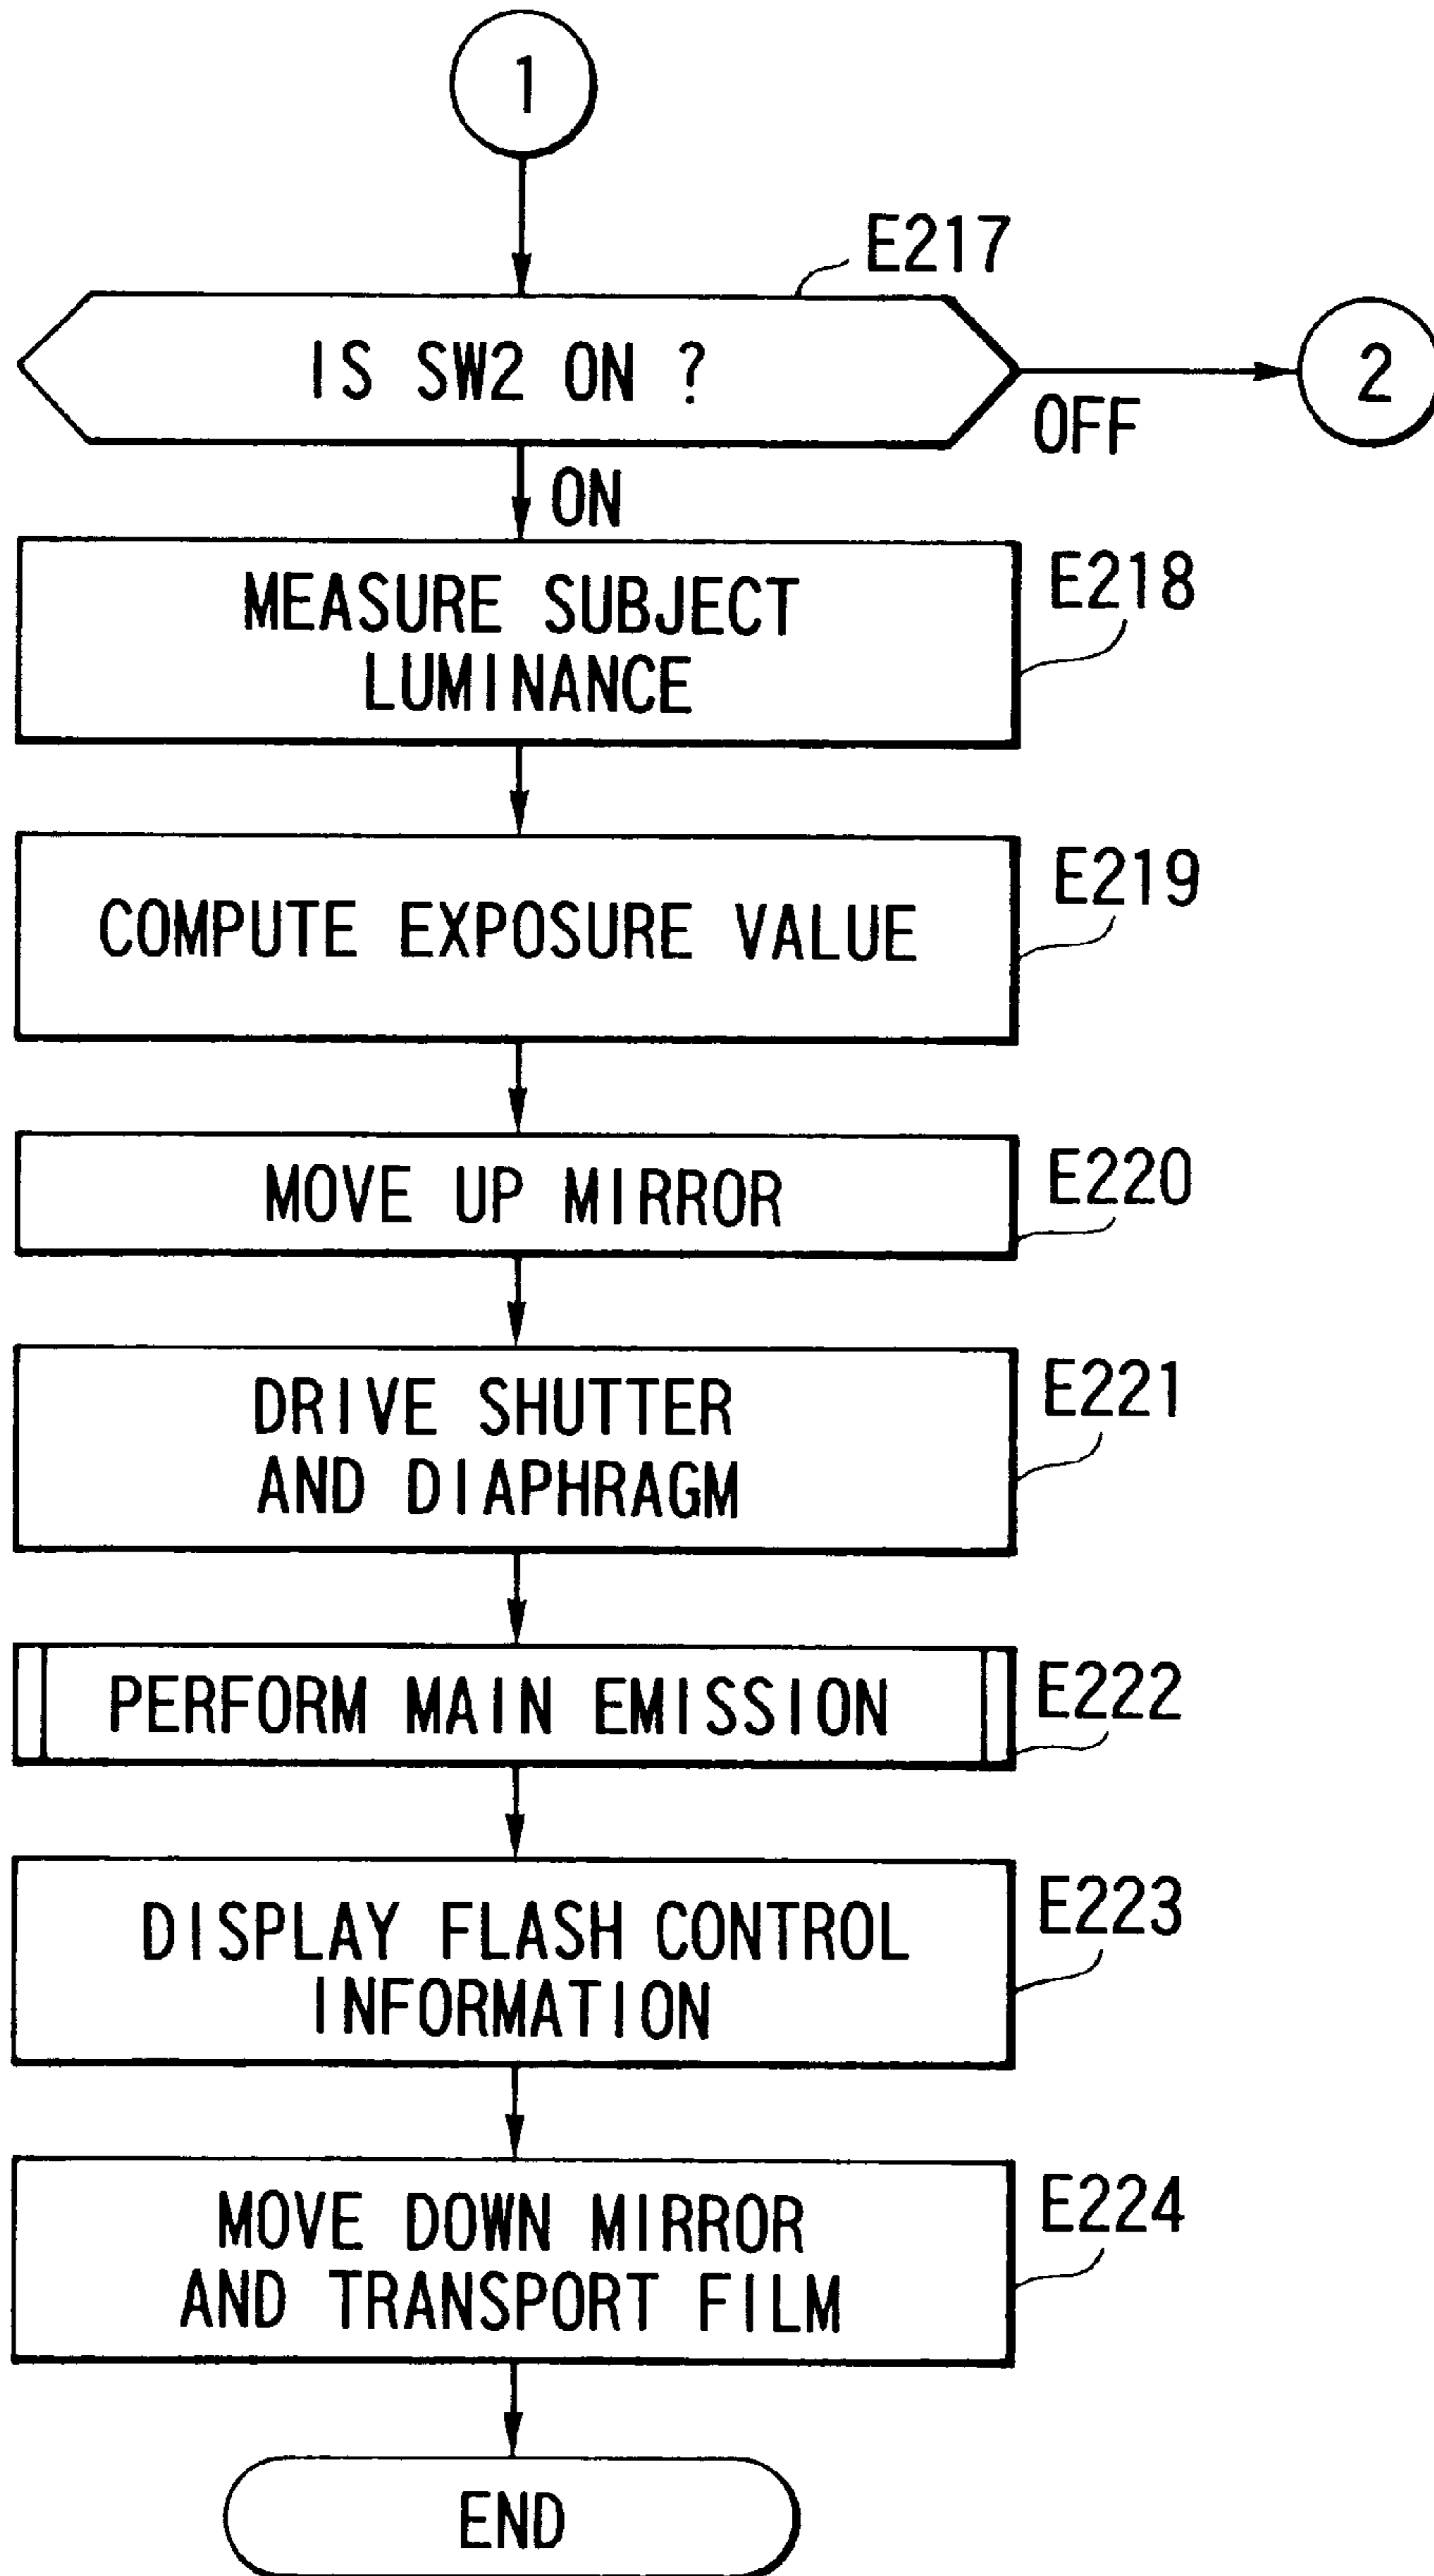 1
E217
IS SW2 ON ?
2
OFF
ON
MEASURE SUBJECT
LUMINANCE
E218
COMPUTE EXPOSURE VALUE
E219
MOVE UP MIRROR
E220
DRIVE SHUTTER
AND DIAPHRAGM
E221
PERFORM MAIN EMISSION
E222
DISPLAY FLASH CONTROL
INFORMATION
E223
MOVE DOWN MIRROR
AND TRANSPORT FILM
E224
END